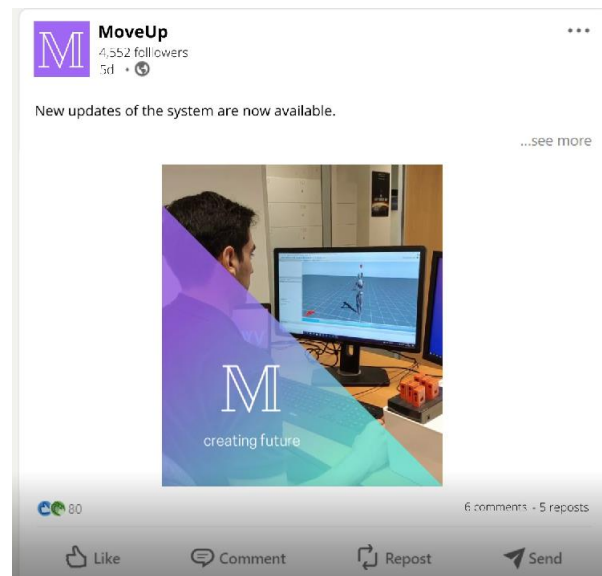 M
MoveUp
4,552 followers
5d •
New updates of the system are now available.
...see more
M
creating future
80
6 comments • 5 reposts
Like
Comment
Repost
Send